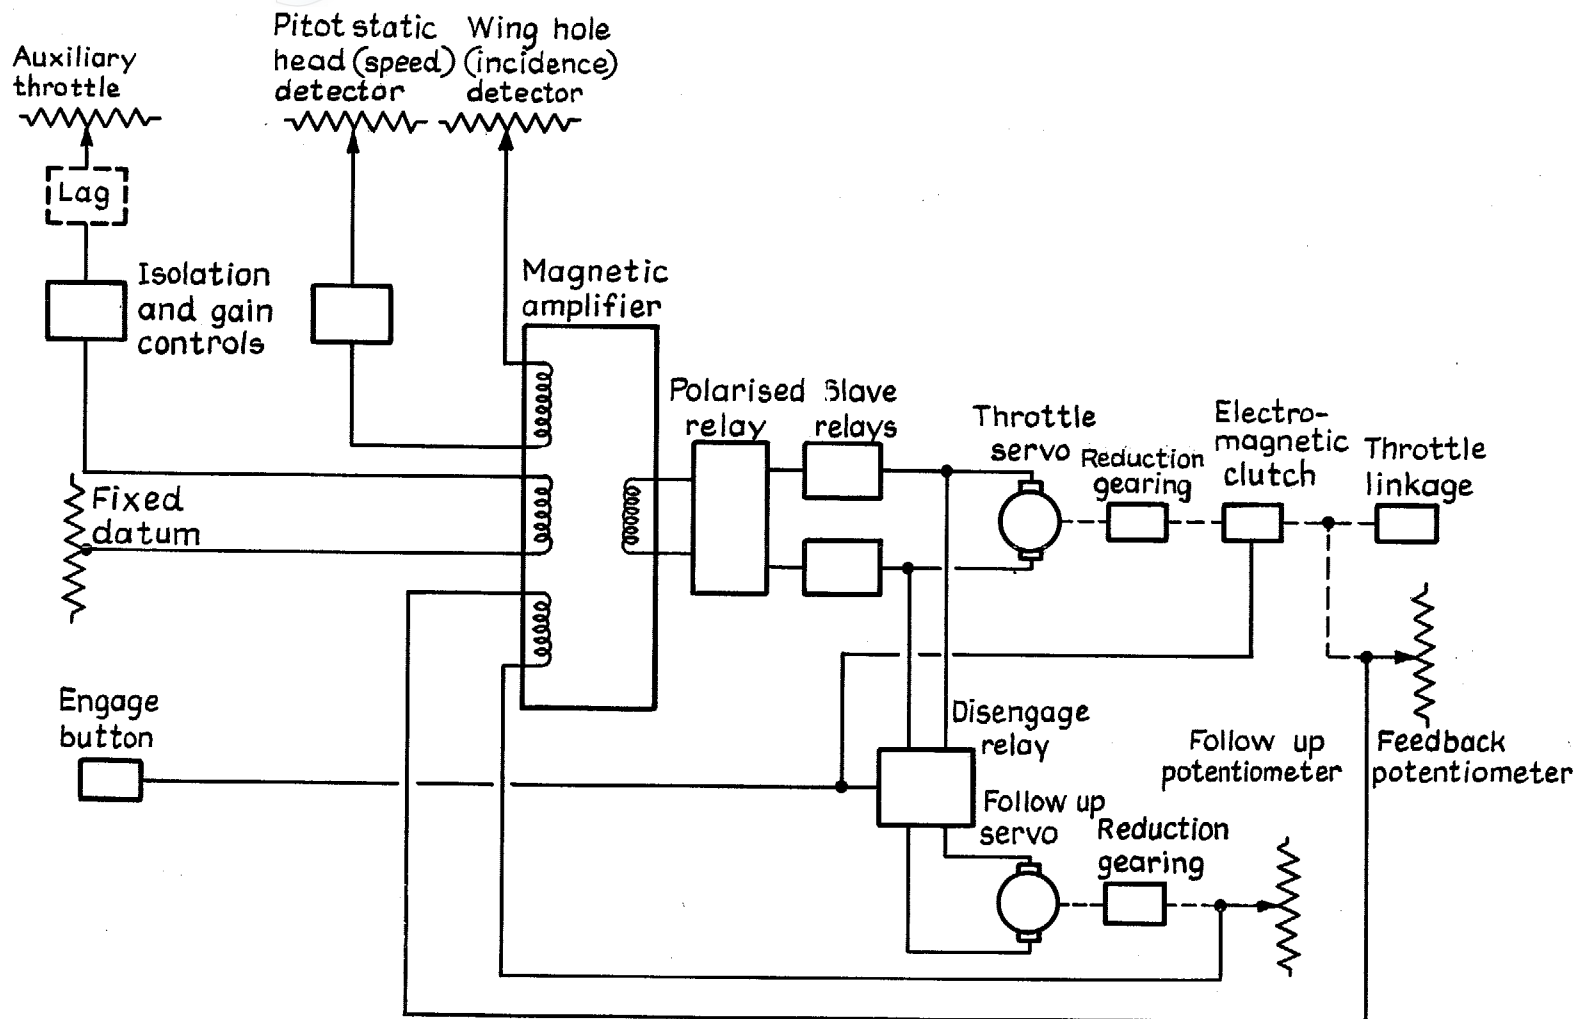 Auxiliary
throttle
Pitot static
head (speed)
detector
Wing hole
(incidence)
detector
Lag
Isolation
and gain
controls
Magnetic
amplifier
Polarised
relay
Slave
relays
Throttle
servo
Reduction
gearing
Electro-
magnetic
clutch
Throttle
linkage
Fixed
datum
Engage
button
Disengage
relay
Follow up
potentiometer
Feedback
potentiometer
Follow up
servo
Reduction
gearing